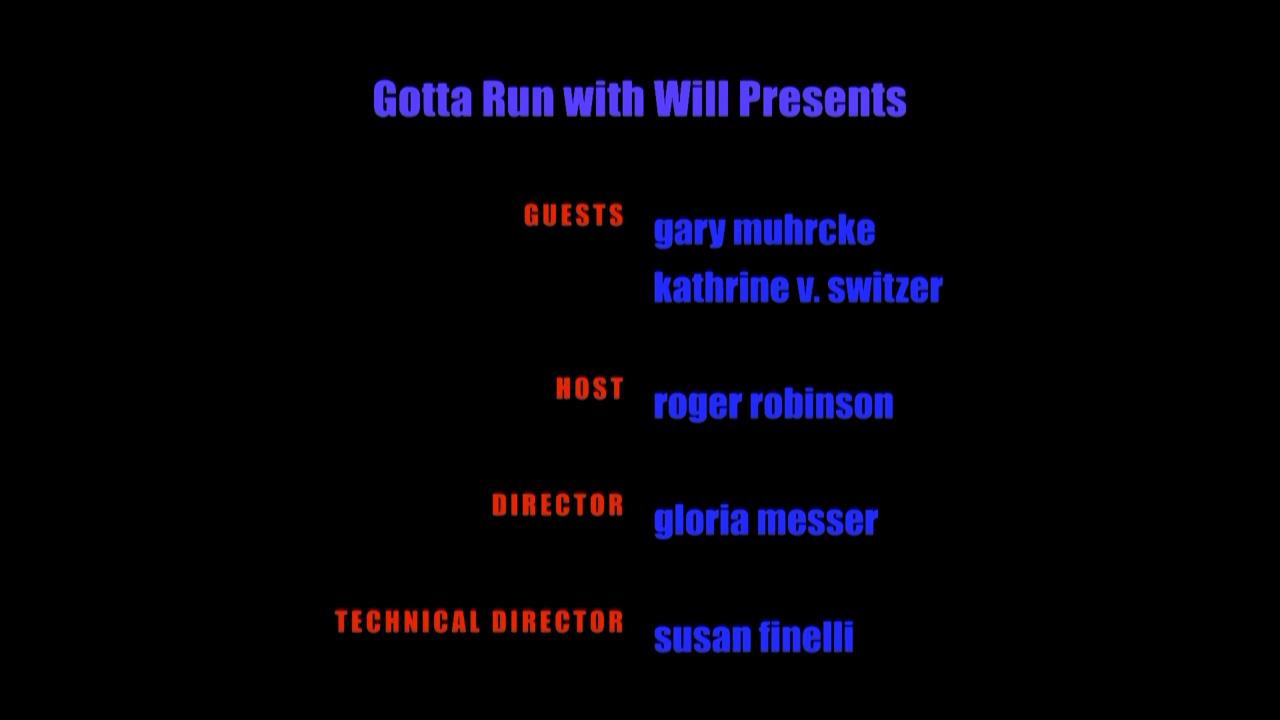 Gotta Run with Will Presents
GUESTS gary muhrcke
kathrine v. switzer
HOST roger robinson
DIRECTOR gloria messer
TECHNICAL DIRECTOR susan finelli